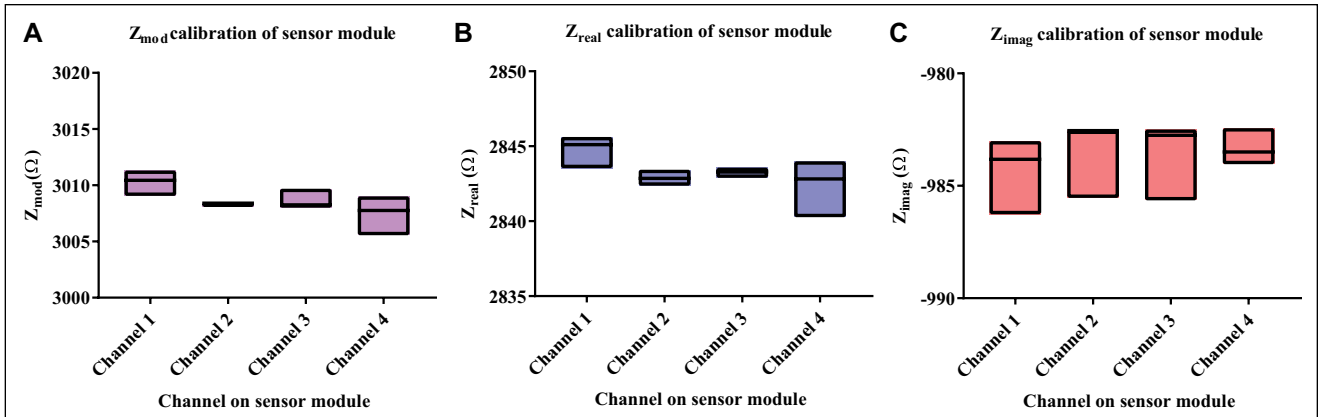 A
Zmod calibration of sensor module
Zmod(Ω)
3020
3015
3010
3005
3000
Channel 1
Channel 2
Channel 3
Channel 4
Channel on sensor module
B
Zreal calibration of sensor module
Zreal(Ω)
2850
2845
2840
2835
Channel 1
Channel 2
Channel 3
Channel 4
Channel on sensor module
C
Zimag calibration of sensor module
Zimag(Ω)
-980
-985
-990
Channel 1
Channel 2
Channel 3
Channel 4
Channel on sensor module